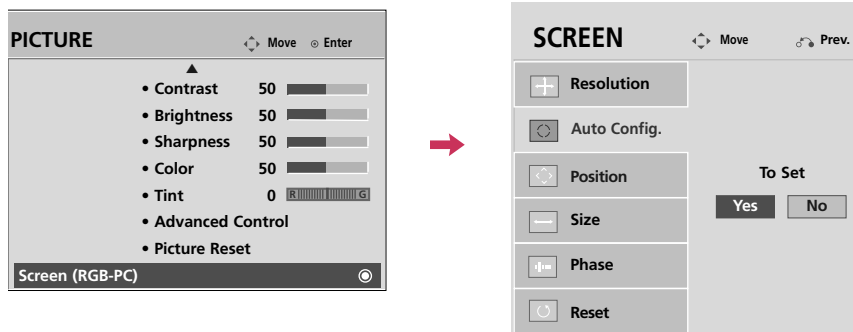 PICTURE Move Enter
• Contrast 50
• Brightness 50
• Sharpness 50
• Color 50
• Tint 0 R G
• Advanced Control
• Picture Reset
Screen (RGB-PC)
SCREEN Move Prev.
Resolution
Auto Config.
Position
Size
Phase
Reset
To Set
Yes No